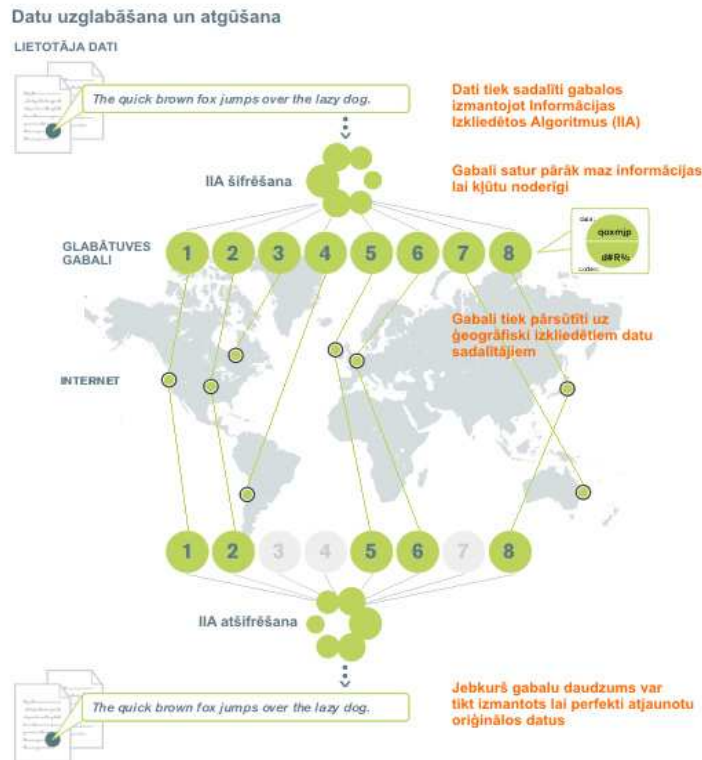 Datu uzglabāšana un atgūšana
LIETOTĀJA DATI
The quick brown fox jumps over the lazy dog.
Dati tiek sadalīti gabalos
izmantojot Informācijas
Izkliedētos Algoritmus (IIA)
IIA šifrēšana
Gabali satur pārāk maz informācijas
lai kļūtu noderīgi
GLABĀTUVES
GABALI
1 2 3 4 5 6 7 8
data:
qoxmjp
d#R%
codec
Gabali tiek pārsūtīti uz
ģeogrāfiski izkliedētiem datu
sadalītājiem
INTERNET
1 2 3 4 5 6 7 8
IIA atšifrēšana
The quick brown fox jumps over the lazy dog.
Jebkurš gabalu daudzums var
tikt izmantots lai perfekti atjaunotu
oriģinālos datus